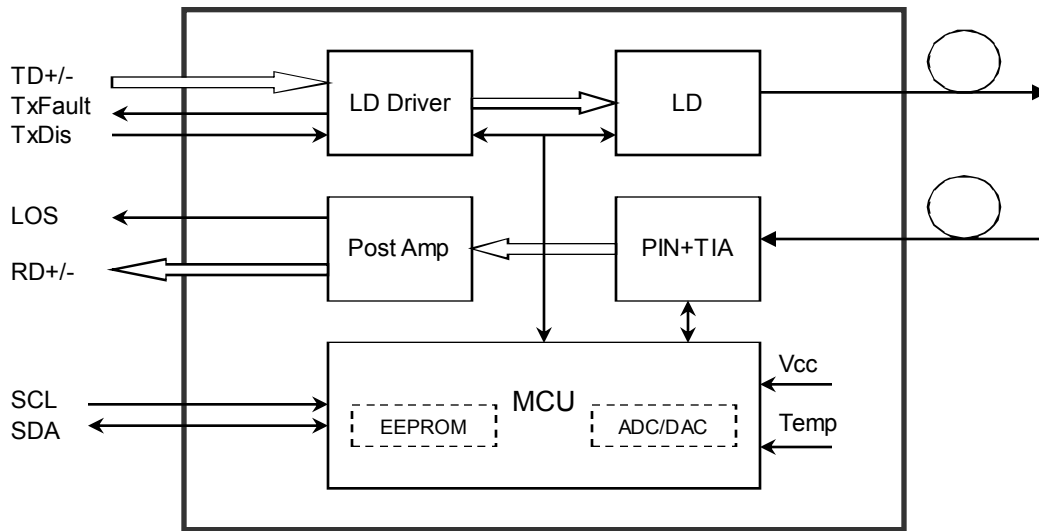 TD+/-
TxFault
TxDis
LD Driver
LD
LOS
RD+/-
Post Amp
PIN+TIA
SCL
SDA
MCU
EEPROM
ADC/DAC
Vcc
Temp